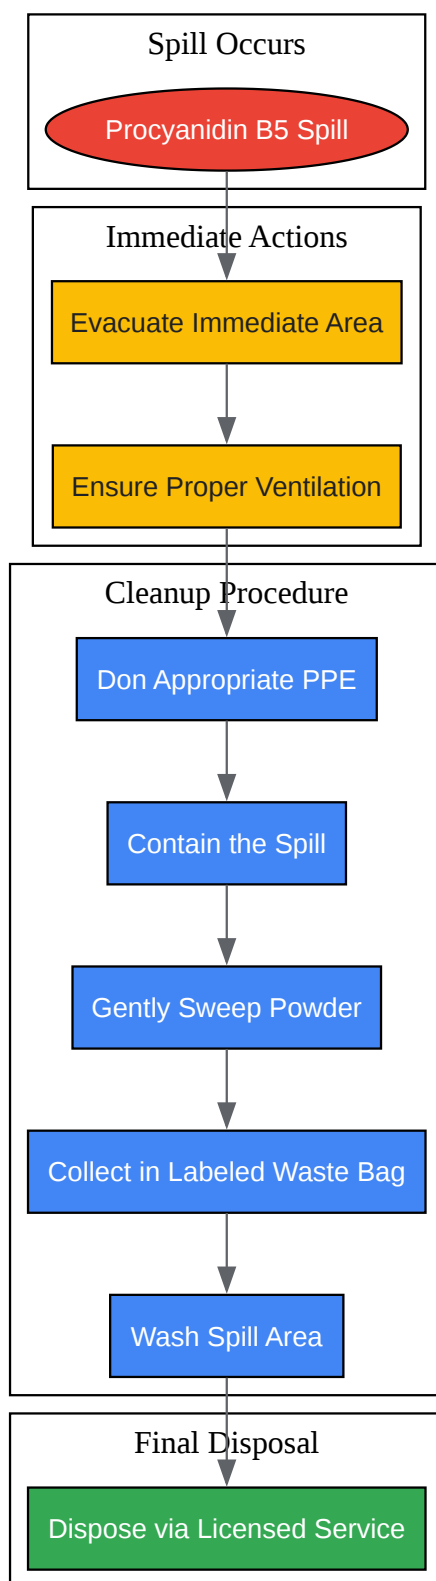 Spill Occurs
Procyanidin B5 Spill
Immediate Actions
Evacuate Immediate Area
Ensure Proper Ventilation
Cleanup Procedure
Don Appropriate PPE
Contain the Spill
Gently Sweep Powder
Collect in Labeled Waste Bag
Wash Spill Area
Final Disposal
Dispose via Licensed Service